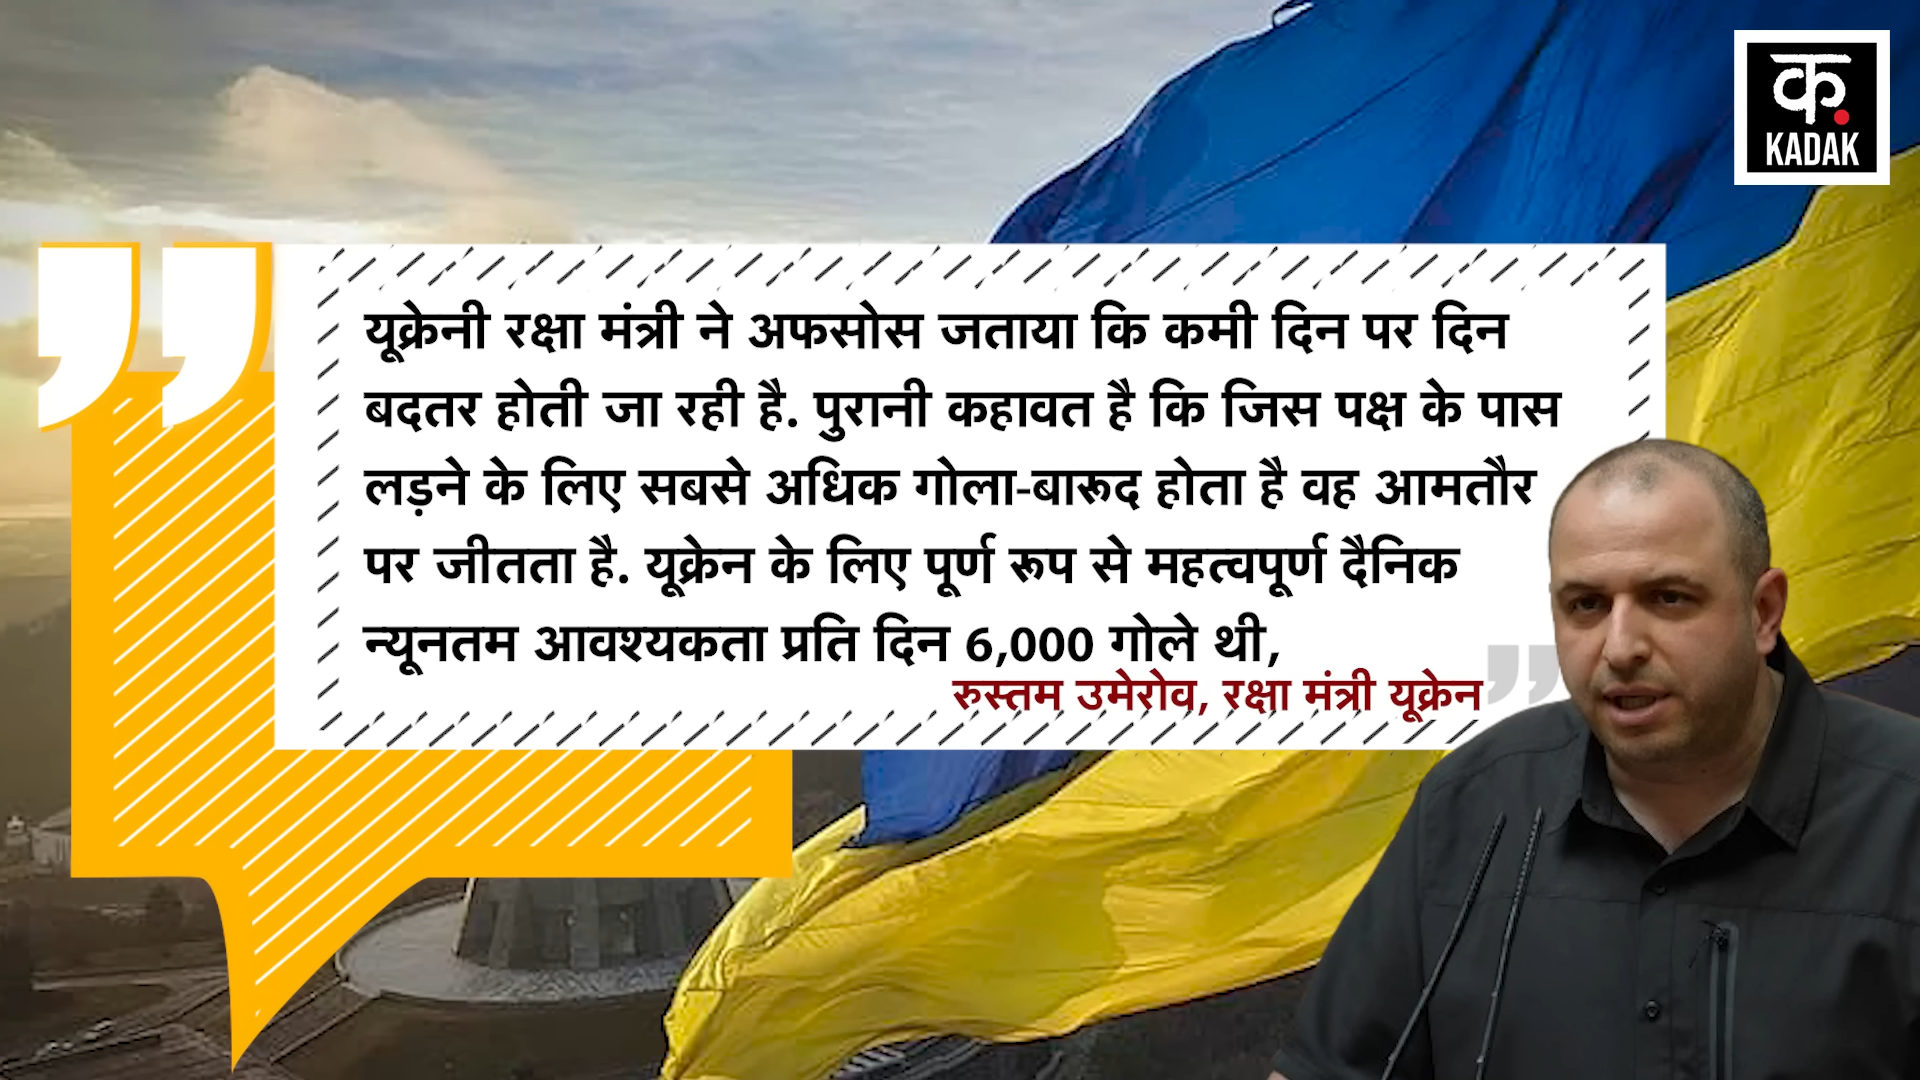 क
KADAK
यूक्रेनी रक्षा मंत्री ने अफसोस जताया कि कमी दिन पर दिन
बदतर होती जा रही है. पुरानी कहावत है कि जिस पक्ष के पास
लड़ने के लिए सबसे अधिक गोला-बारूद होता है वह आमतौर
पर जीतता है. यूक्रेन के लिए पूर्ण रूप से महत्वपूर्ण दैनिक
न्यूनतम आवश्यकता प्रति दिन 6,000 गोले थी,
रुस्तम उमेरोव, रक्षा मंत्री यूक्रेन